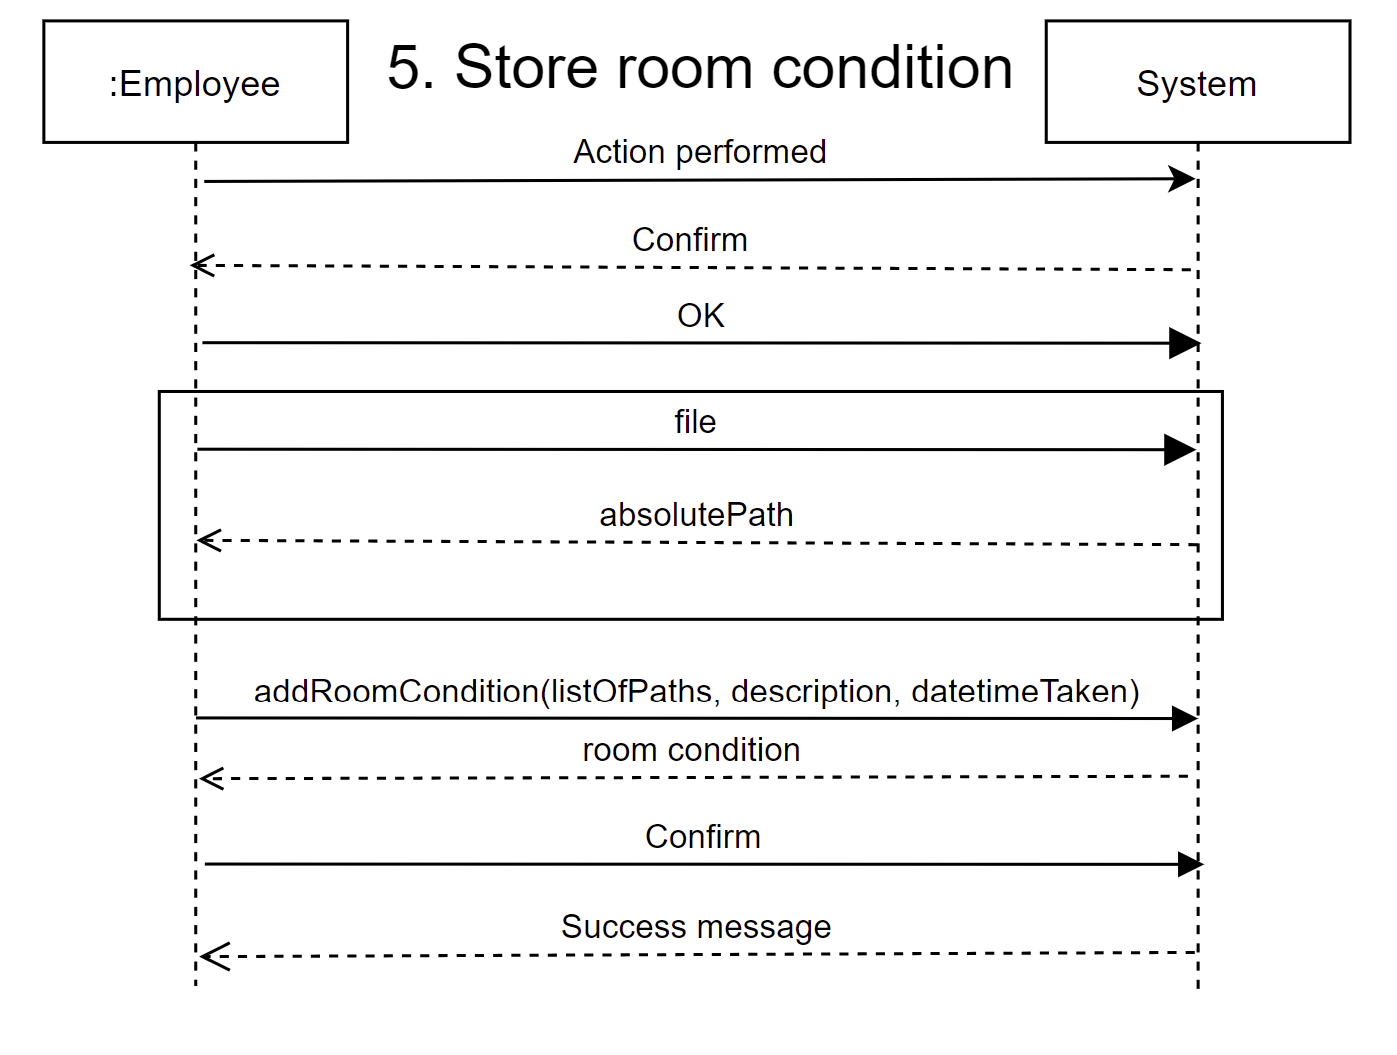 :Employee
5. Store room condition
System
Action performed
Confirm
OK
file
absolutePath
addRoomCondition(listOfPaths, description, datetimeTaken)
room condition
Confirm
Success message